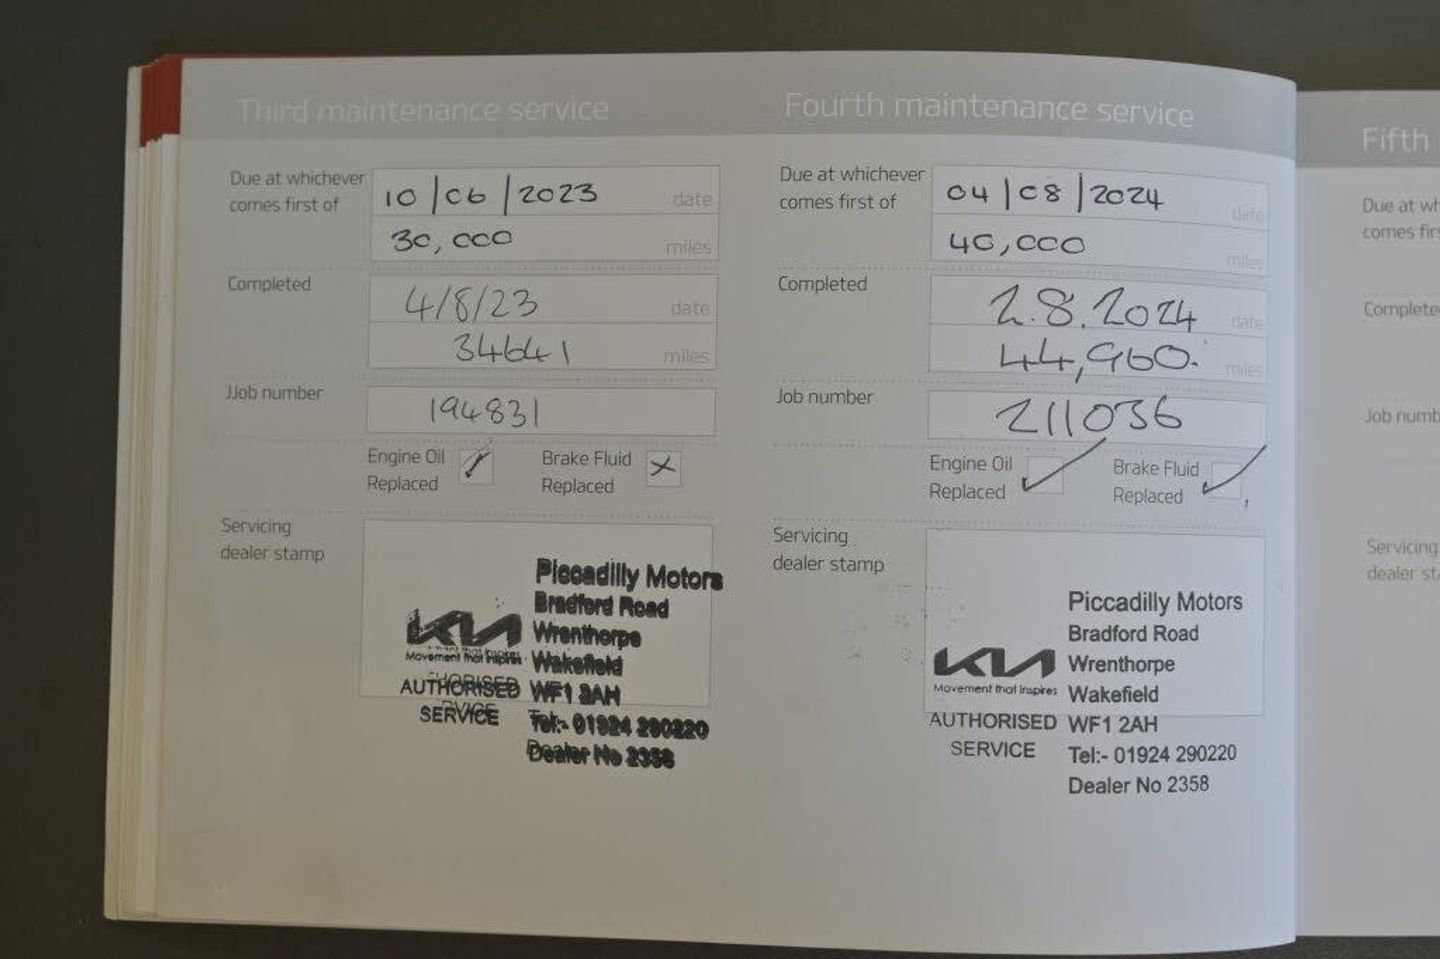 Third maintenance service
Due at whichever
comes first of
10/06/2023 date
30,000 miles
Completed
4/8/23 date
34641 miles
JJob number
194831
Engine Oil
Replaced
Brake Fluid
Replaced
Servicing
dealer stamp
KIA
Movement that inspires
AUTHORISED
SERVICE
Piccadilly Motors
Bradford Road
Wrenthorpe
Wakefield
WF1 2AH
Tel:- 01924 290220
Dealer No 2358
Fourth maintenance service
Due at whichever
comes first of
04/08/2024 date
40,000 miles
Completed
2.8.2024 date
44,960. miles
Job number
211036
Engine Oil
Replaced
Brake Fluid
Replaced
Servicing
dealer stamp
KIA
Movement that inspires
AUTHORISED
SERVICE
Piccadilly Motors
Bradford Road
Wrenthorpe
Wakefield
WF1 2AH
Tel:- 01924 290220
Dealer No 2358
Fifth
Due at wh
comes firs
Complete
Job numb
Servicing
dealer sta